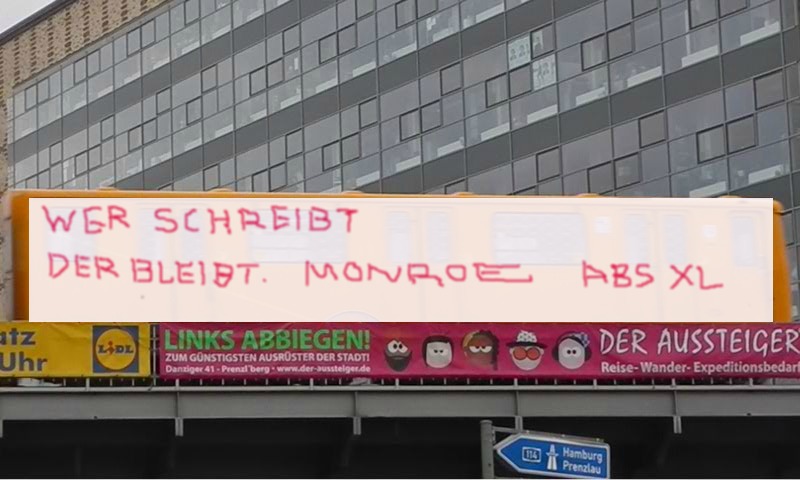 WER SCHREIBT
DER BLEIBT. MONROE ABS XL
atz
Uhr
LIDL
LINKS ABBIEGEN!
ZUM GÜNSTIGSTEN AUSRÜSTER DER STADT!
Danziger 41 - Prenzl´berg - www.der-aussteiger.de
DER AUSSTEIGER
Reise- Wander- Expeditionsbedarf
114
Hamburg
Prenzlau